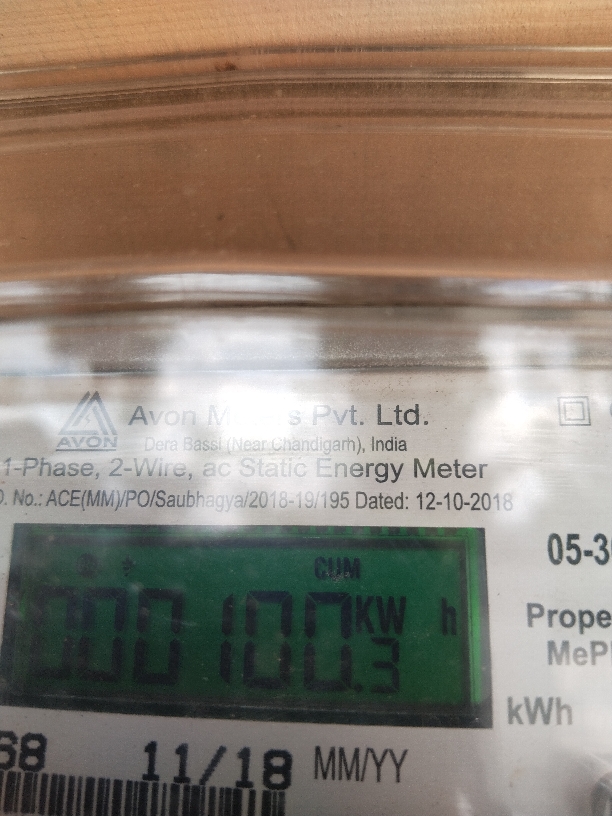 Avon M s Pvt. Ltd.
AVON
Dera Bassi (Near Chandigarh), India
1-Phase, 2-Wire, ac Static Energy Meter
. No.: ACE(MM)/PO/Saubhagya/2018-19/195 Dated: 12-10-2018
CUM
000100.3 KW h
05-30
Prope
MeP
kWh
68 11/18 MM/YY